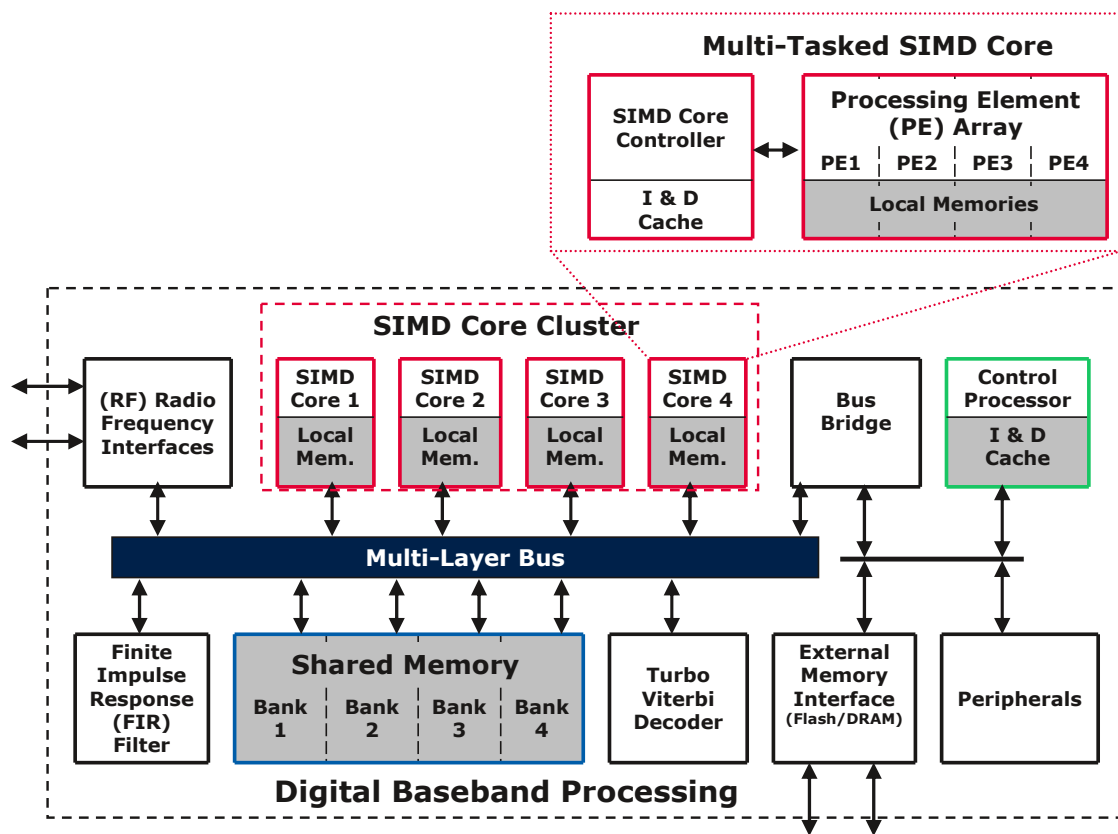 Multi-Tasked SIMD Core
SIMD Core
Controller
I & D
Cache
Processing Element
(PE) Array
PE1 PE2 PE3 PE4
Local Memories
SIMD Core Cluster
(RF) Radio
Frequency
Interfaces
SIMD
Core 1
Local
Mem.
SIMD
Core 2
Local
Mem.
SIMD
Core 3
Local
Mem.
SIMD
Core 4
Local
Mem.
Bus
Bridge
Control
Processor
I & D
Cache
Multi-Layer Bus
Finite
Impulse
Response
(FIR)
Filter
Shared Memory
Bank
1
Bank
2
Bank
3
Bank
4
Turbo
Viterbi
Decoder
External
Memory
Interface
(Flash/DRAM)
Peripherals
Digital Baseband Processing